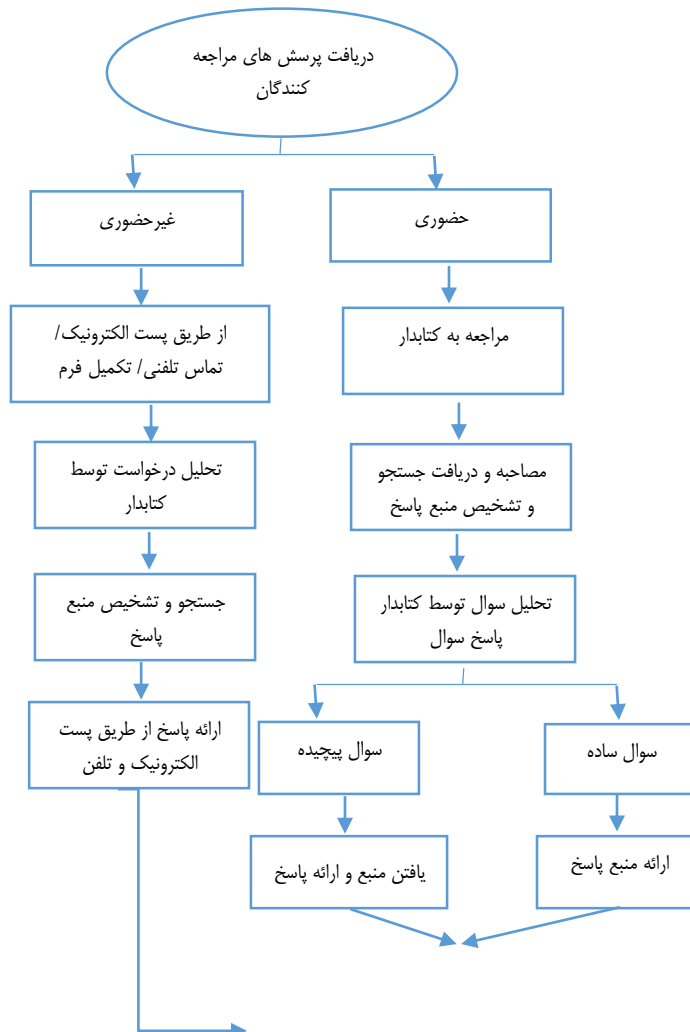 دریافت پرسش های مراجعه
کنندگان
حضوری
غیرحضوری
مراجعه به کتابدار
از طریق پست الکترونیک/
تماس تلفنی/ تکمیل فرم
مصاحبه و دریافت جستجو
و تشخیص منبع پاسخ
تحلیل درخواست توسط
کتابدار
تحلیل سوال توسط کتابدار
پاسخ سوال
جستجو و تشخیص منبع
پاسخ
سوال ساده
سوال پیچیده
ارائه پاسخ از طریق پست
الکترونیک و تلفن
ارائه منبع پاسخ
یافتن منبع و ارائه پاسخ